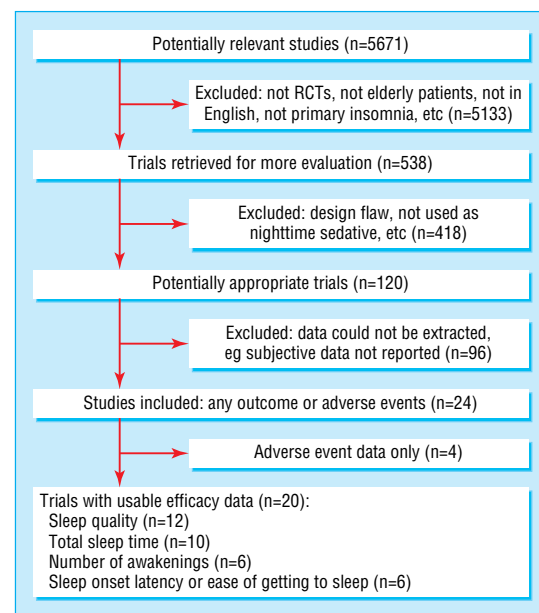 Potentially relevant studies (n=5671)
Excluded: not RCTs, not elderly patients, not in
English, not primary insomnia, etc (n=5133)
Trials retrieved for more evaluation (n=538)
Excluded: design flaw, not used as
nighttime sedative, etc (n=418)
Potentially appropriate trials (n=120)
Excluded: data could not be extracted,
eg subjective data not reported (n=96)
Studies included: any outcome or adverse events (n=24)
Adverse event data only (n=4)
Trials with usable efficacy data (n=20):
Sleep quality (n=12)
Total sleep time (n=10)
Number of awakenings (n=6)
Sleep onset latency or ease of getting to sleep (n=6)